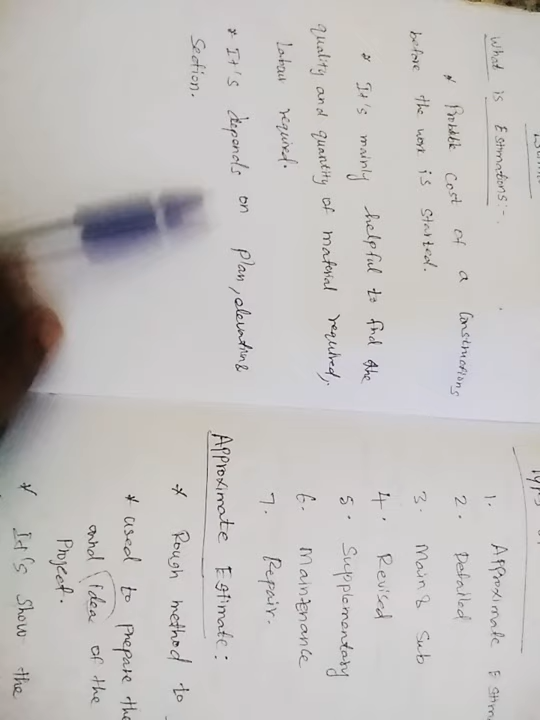 What is Estimations:-
* Probable cost of a Constructions
before the work is started.
* It's mainly helpful to find the
quality and quantity of material required,
Labour required.
* It's depends on Plan, elevation &
Section.
1. Approximate
2. Detailed
3. Main & Sub
4. Revised
5. Supplementary
6. Maintenance
7. Repair.
Approximate Estimate:
* Rough method to
* used to prepare the
idea of the
Project.
* It's Show the